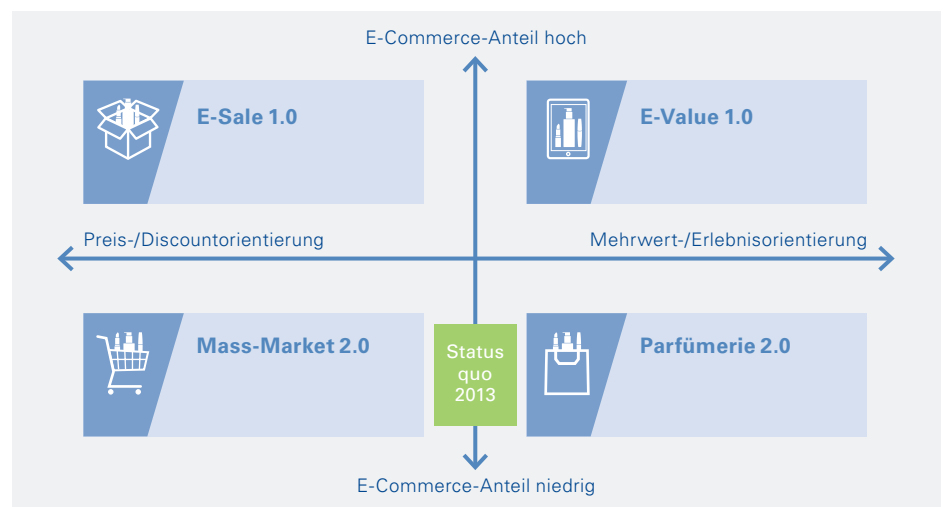 E-Commerce-Anteil hoch
E-Sale 1.0
E-Value 1.0
Preis-/Discountorientierung
Mehrwert-/Erlebnisorientierung
Mass-Market 2.0
Status
quo
2013
Parfümerie 2.0
E-Commerce-Anteil niedrig